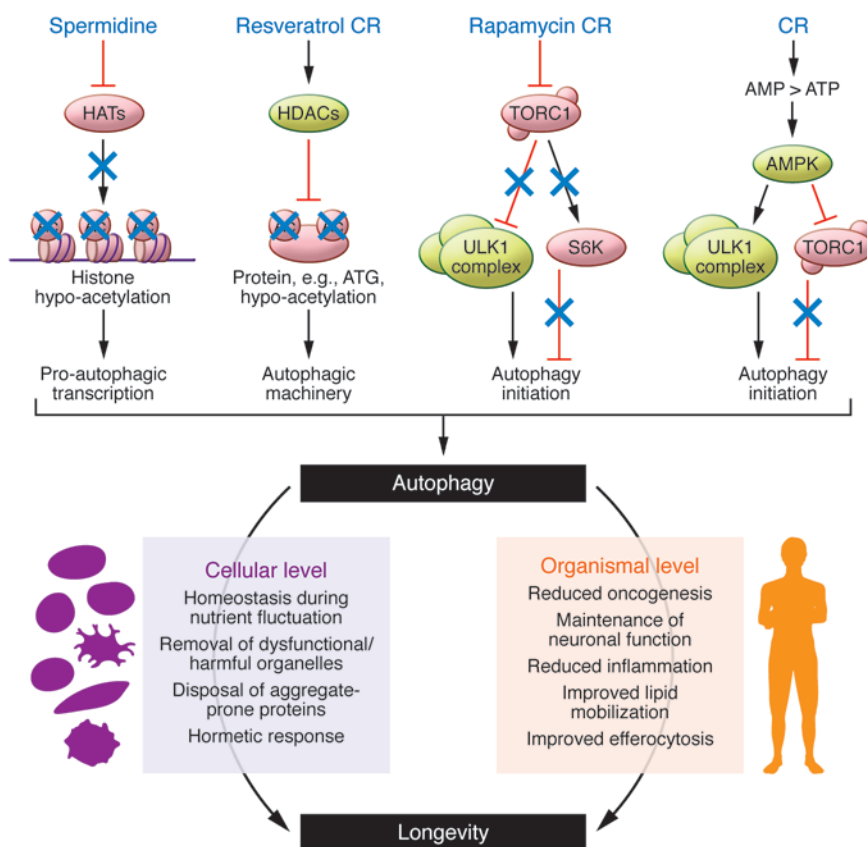 Spermidine
Resveratrol CR
Rapamycin CR
CR
HATs
HDACs
TORC1
AMP > ATP
AMPK
ULK1
complex
S6K
ULK1
complex
TORC1
Histone
hypo-acetylation
Protein, e.g., ATG,
hypo-acetylation
Pro-autophagic
transcription
Autophagic
machinery
Autophagy
initiation
Autophagy
initiation
Autophagy
Cellular level
Homeostasis during
nutrient fluctuation
Removal of dysfunctional/
harmful organelles
Disposal of aggregate-
prone proteins
Hormetic response
Organismal level
Reduced oncogenesis
Maintenance of
neuronal function
Reduced inflammation
Improved lipid
mobilization
Improved efferocytosis
Longevity